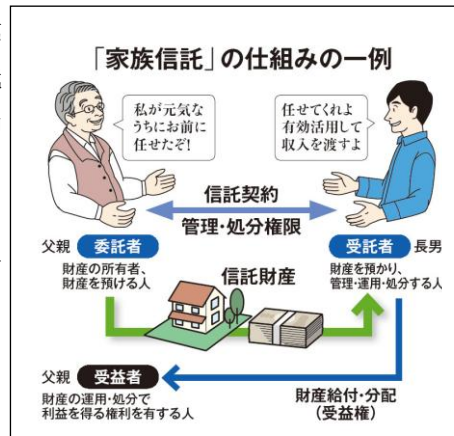 「家族信託」の仕組みの一例
私が元気な
うちにお前に
任せたぞ!
任せてくれよ
有効活用して
収入を渡すよ
信託契約
管理・処分権限
父親 委託者
財産の所有者、
財産を預ける人
受託者 長男
財産を預かり、
管理・運用・処分する人
信託財産
父親 受益者
財産の運用・処分で
利益を得る権利を有する人
財産給付・分配
(受益権)